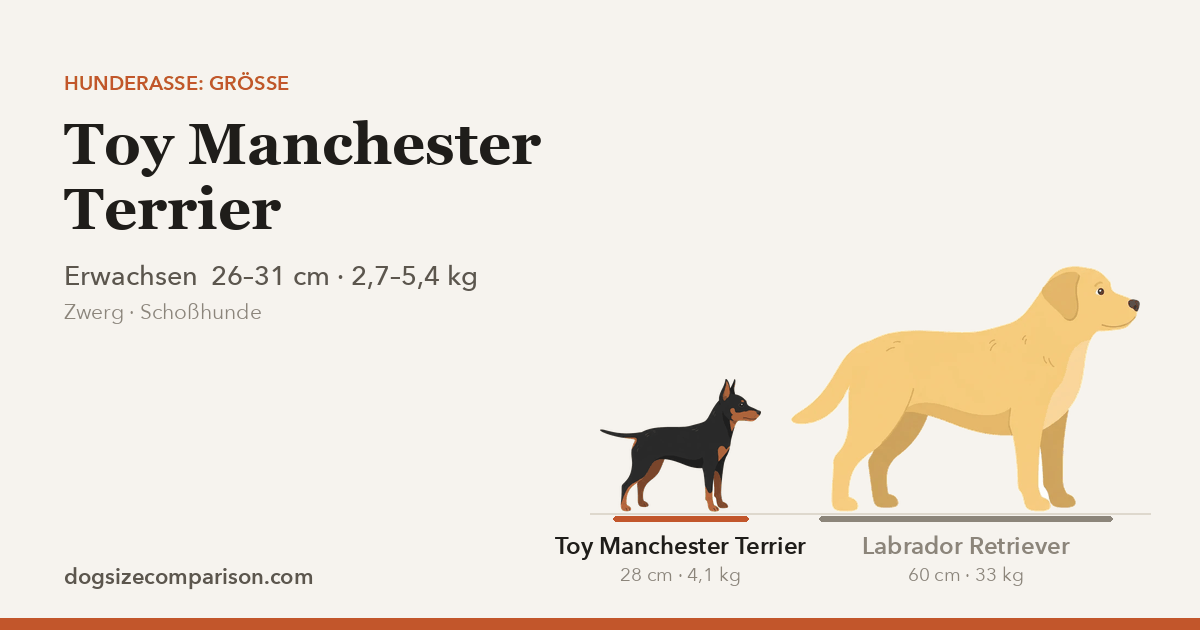 HUNDERASSE: GRÖSSE
Toy Manchester
Terrier
Erwachsen 26–31 cm · 2,7–5,4 kg
Zwerg · Schoßhunde
Toy Manchester Terrier
28 cm · 4,1 kg
Labrador Retriever
60 cm · 33 kg
dogsizecomparison.com